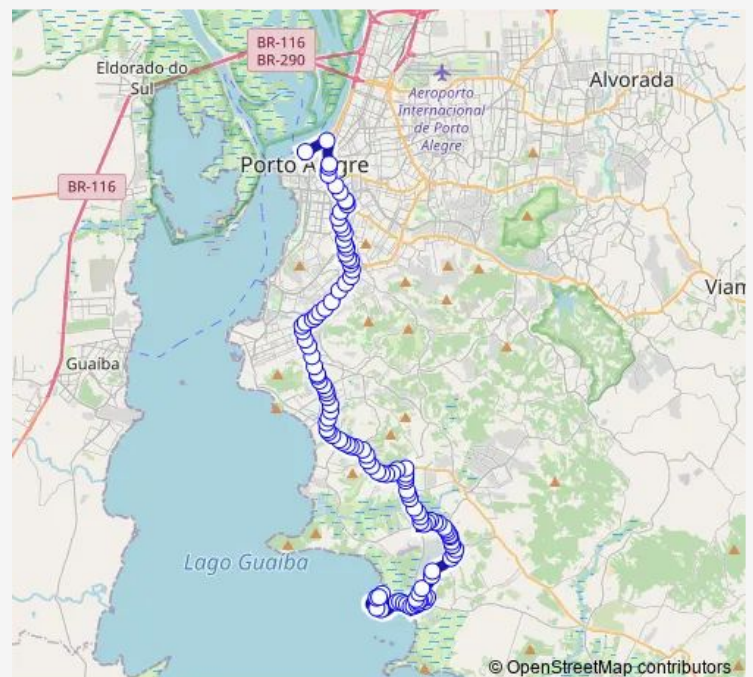 BR-116
BR-290
Eldorado do
Sul
Alvorada
Aeroporto
Internacional
de Porto
Alegre
Porto Alegre
BR-116
Viam
Guaíba
Lago Guaíba
© OpenStreetMap contributors